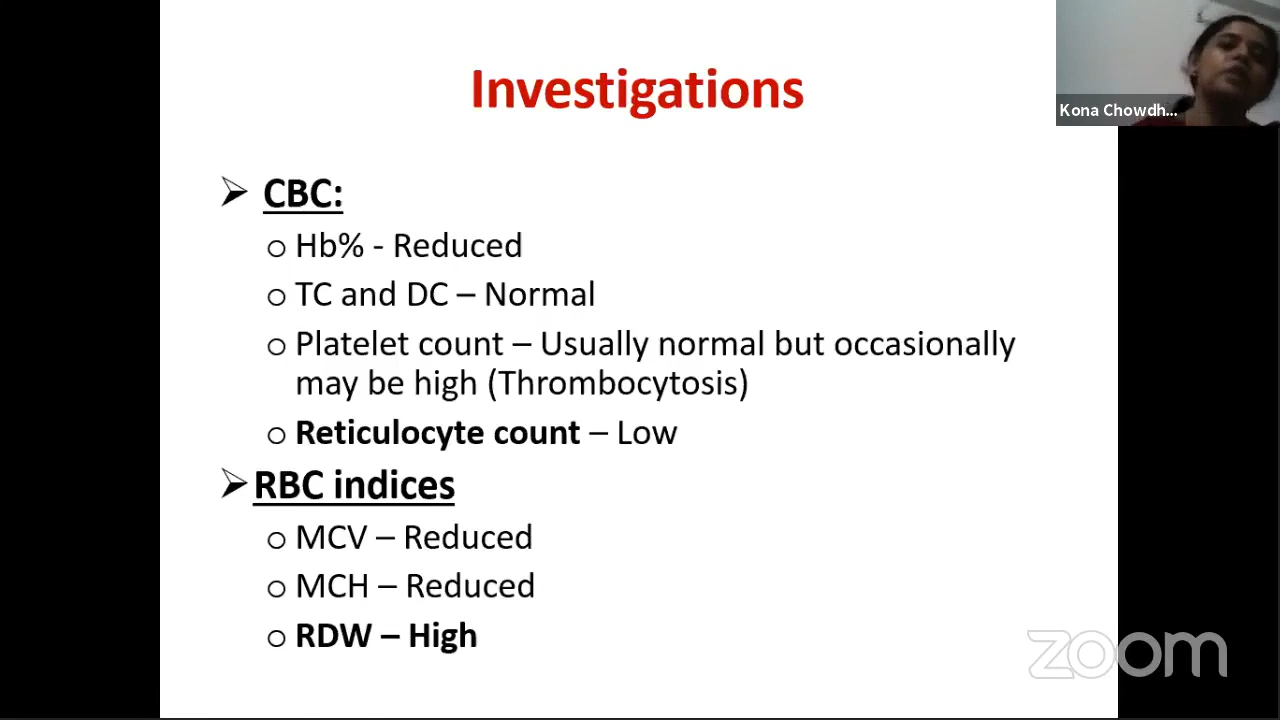 Investigations
Kona Chowdh...
➢ CBC:
o Hb% - Reduced
o TC and DC – Normal
o Platelet count – Usually normal but occasionally
may be high (Thrombocytosis)
o Reticulocyte count – Low
➢ RBC indices
o MCV – Reduced
o MCH – Reduced
o RDW – High
zoom